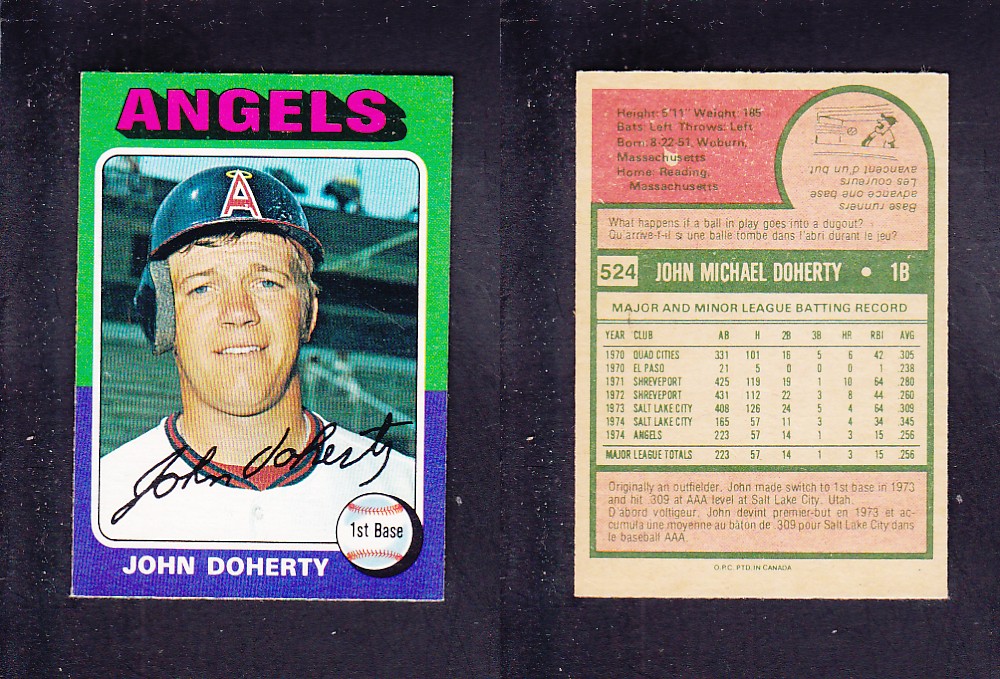 ANGELS
A
John Doherty
1st Base
JOHN DOHERTY
Height: 5'11" Weight: 185
Bats: Left Throws: Left
Born: 8-22-51, Woburn,
Massachusetts
Home: Reading,
Massachusetts
Base runners
advance one base
Les coureurs
avancent d'un but
What happens if a ball in play goes into a dugout?
Qu'arrive-t-il si une balle tombe dans l'abri durant le jeu?
524 JOHN MICHAEL DOHERTY • 1B
MAJOR AND MINOR LEAGUE BATTING RECORD
YEAR CLUB AB H 2B 3B HR RBI AVG
1970 QUAD CITIES 331 101 16 5 6 42 .305
1970 EL PASO 21 5 0 0 0 1 .238
1971 SHREVEPORT 425 119 19 1 10 64 .280
1972 SHREVEPORT 431 112 22 3 8 44 .260
1973 SALT LAKE CITY 408 126 24 5 4 64 .309
1974 SALT LAKE CITY 165 57 11 3 4 34 .345
1974 ANGELS 223 57 14 1 3 15 .256
MAJOR LEAGUE TOTALS 223 57 14 1 3 15 .256
Originally an outfielder, John made switch to 1st base in 1973
and hit .309 at AAA level at Salt Lake City, Utah.
D'abord voltigeur, John devint premier-but en 1973 et ac-
cumula une moyenne au bâton de .309 pour Salt Lake City dans
le baseball AAA.
O.P.C. PTD. IN CANADA